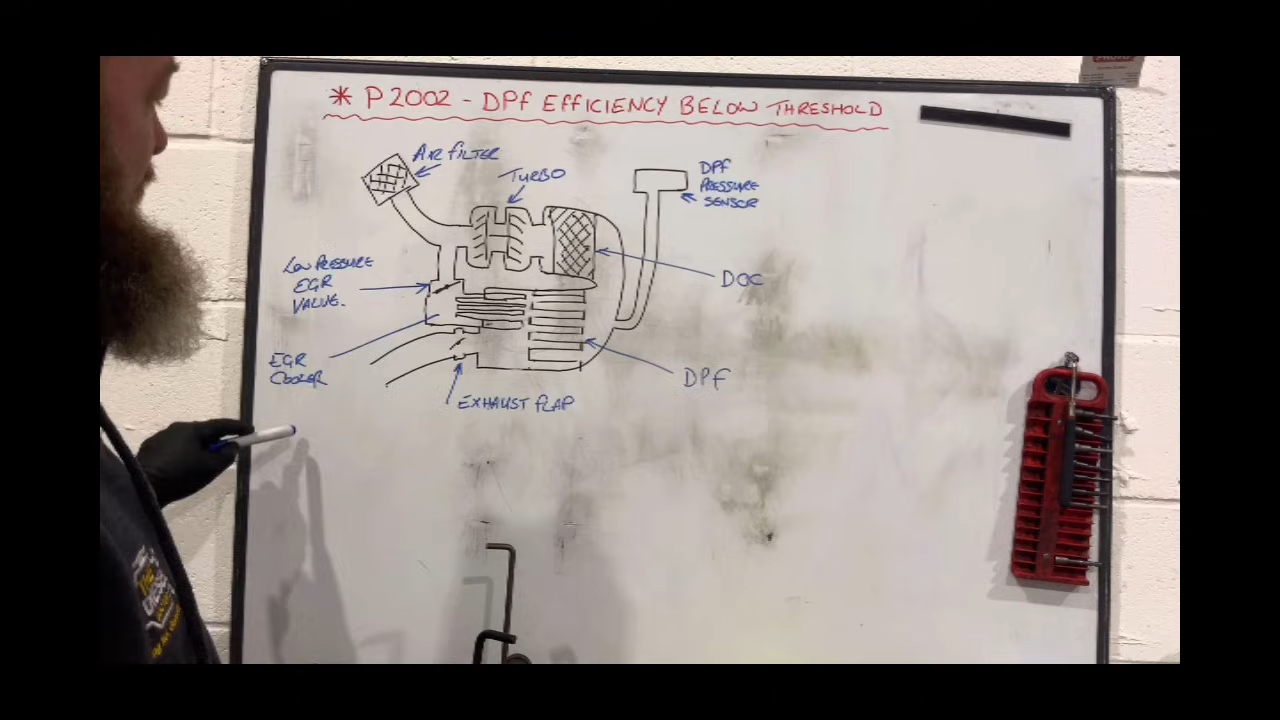 * P2002 - DPF EFFICIENCY BELOW THRESHOLD
AIR FILTER
TURBO
DPF
PRESSURE
SENSOR
LOW PRESSURE
EGR
VALVE.
DOC
EGR
COOLER
DPF
EXHAUST FLAP